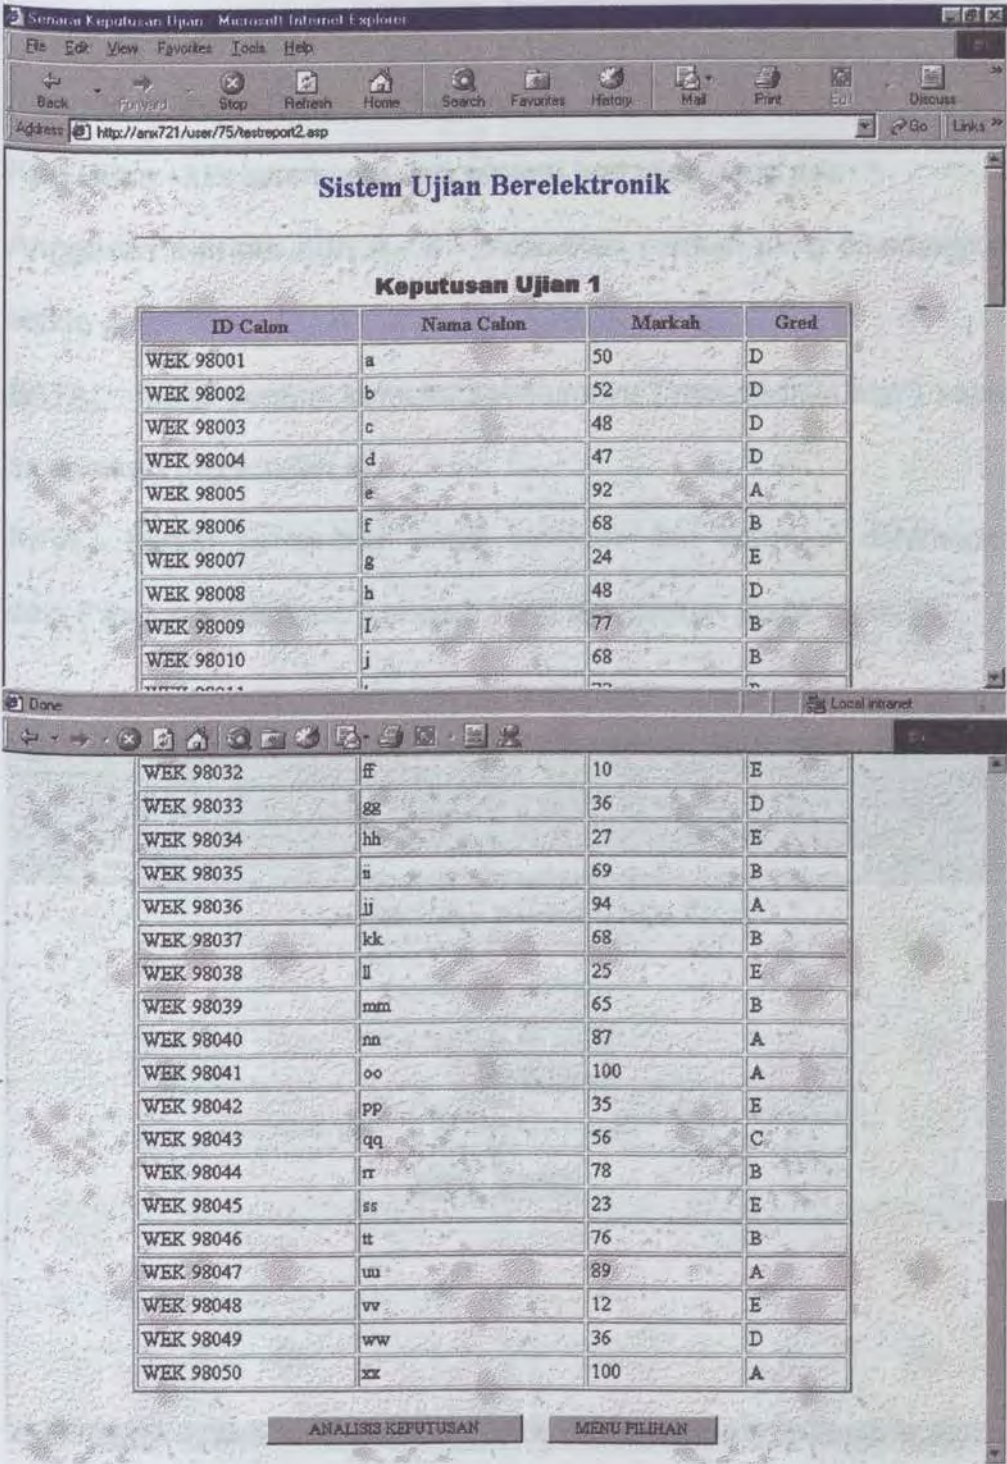 Senarai Keputusan Ujian - Microsoft Internet Explorer
File Edit View Favorites Tools Help
Back Forward Stop Refresh Home Search Favorites History Mail Print Edit Discuss
Address http://anx721/user/75/testreport2.asp Go Links
Sistem Ujian Berelektronik
Keputusan Ujian 1
ID Calon Nama Calon Markah Gred
WEK 98001 a 50 D
WEK 98002 b 52 D
WEK 98003 c 48 D
WEK 98004 d 47 D
WEK 98005 e 92 A
WEK 98006 f 68 B
WEK 98007 g 24 E
WEK 98008 h 48 D
WEK 98009 I 77 B
WEK 98010 j 68 B
Done Local intranet
WEK 98032 ff 10 E
WEK 98033 gg 36 D
WEK 98034 hh 27 E
WEK 98035 ii 69 B
WEK 98036 jj 94 A
WEK 98037 kk 68 B
WEK 98038 ll 25 E
WEK 98039 mm 65 B
WEK 98040 nn 87 A
WEK 98041 oo 100 A
WEK 98042 pp 35 E
WEK 98043 qq 56 C
WEK 98044 rr 78 B
WEK 98045 ss 23 E
WEK 98046 tt 76 B
WEK 98047 uu 89 A
WEK 98048 vv 12 E
WEK 98049 ww 36 D
WEK 98050 xx 100 A
ANALISIS KEPUTUSAN MENU PILIHAN